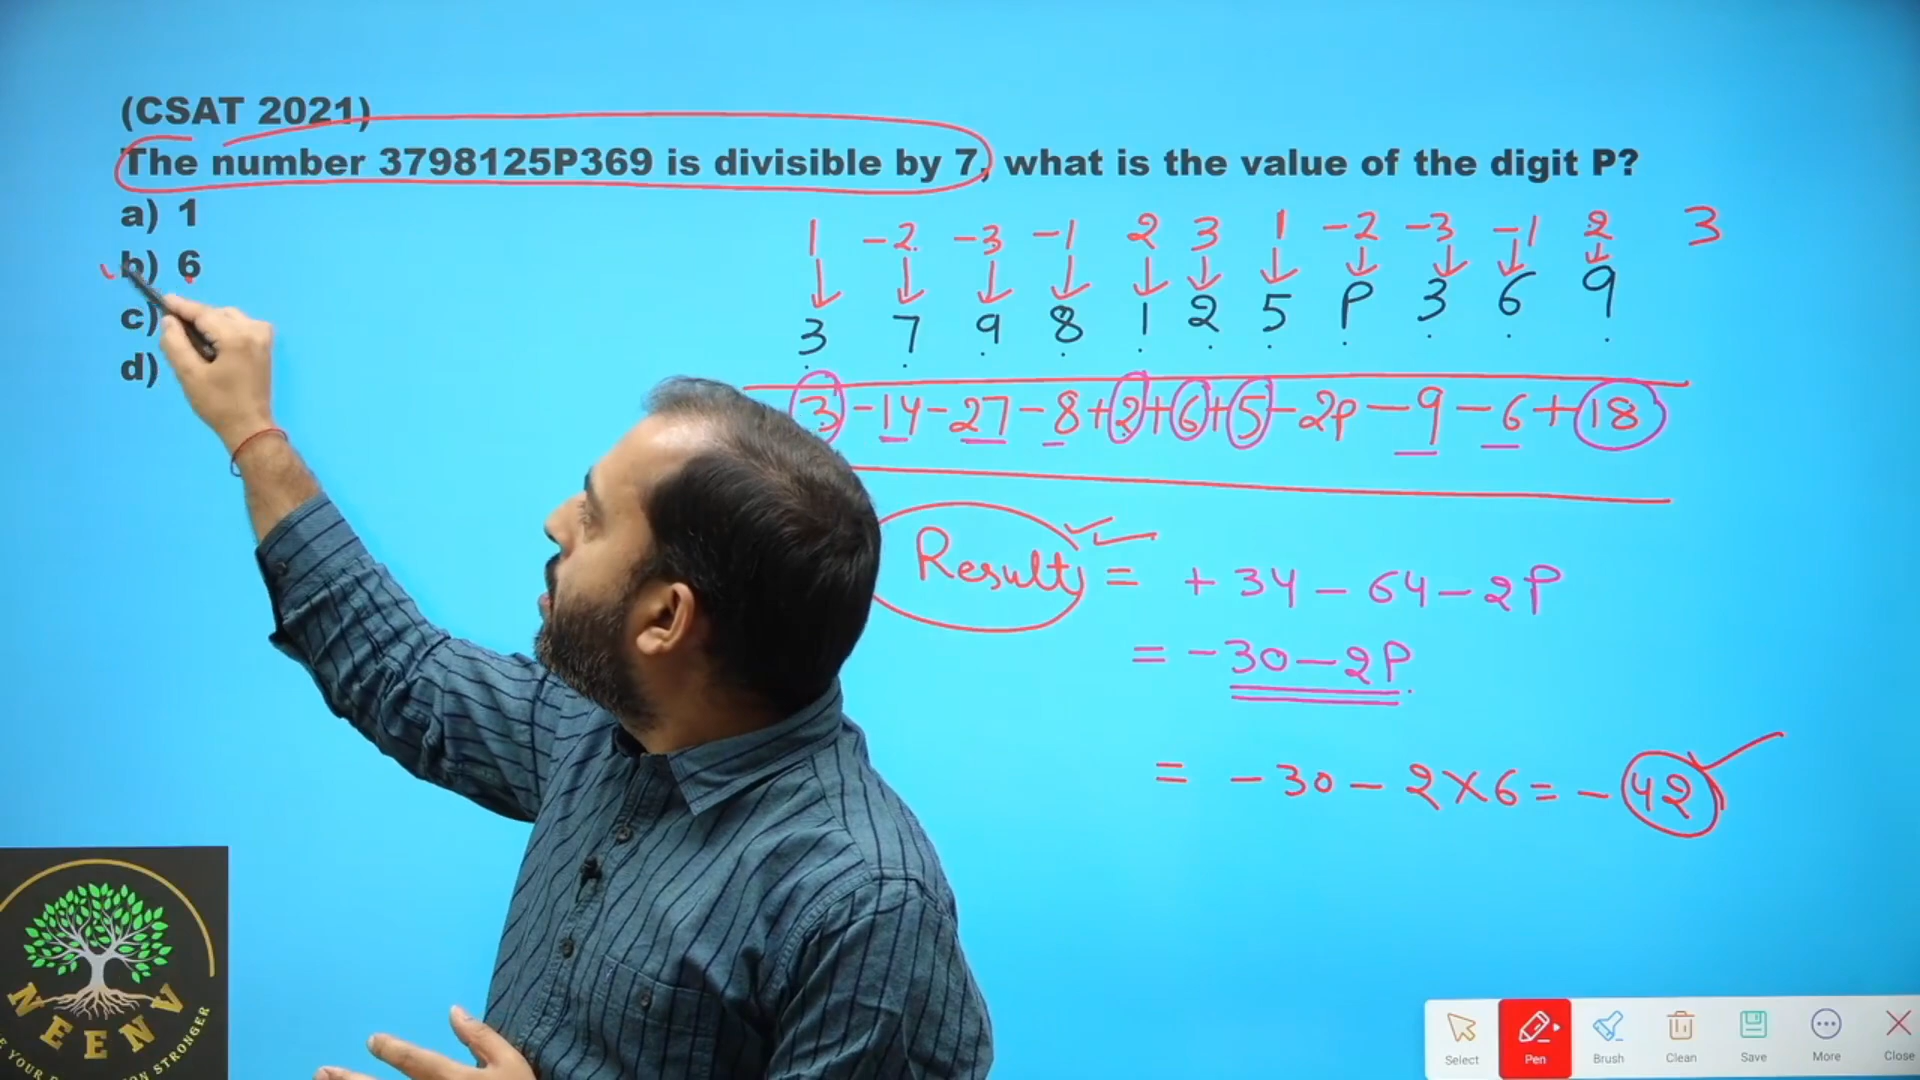 (CSAT 2021)
The number 3798125P369 is divisible by 7, what is the value of the digit P?
a) 1
b) 6
c)
d)
1 -2 -3 -1 2 3 1 -2 -3 -1 2 3
3 7 9 8 1 2 5 P 3 6 9
3 -14 -27 -8 +2 +6 +5 -2P -9 -6 +18
Result = +34 - 64 - 2P
= -30 - 2P
= -30 - 2×6 = -42
NEENV
ON STRONGER
Select Pen Brush Clean Save More Close